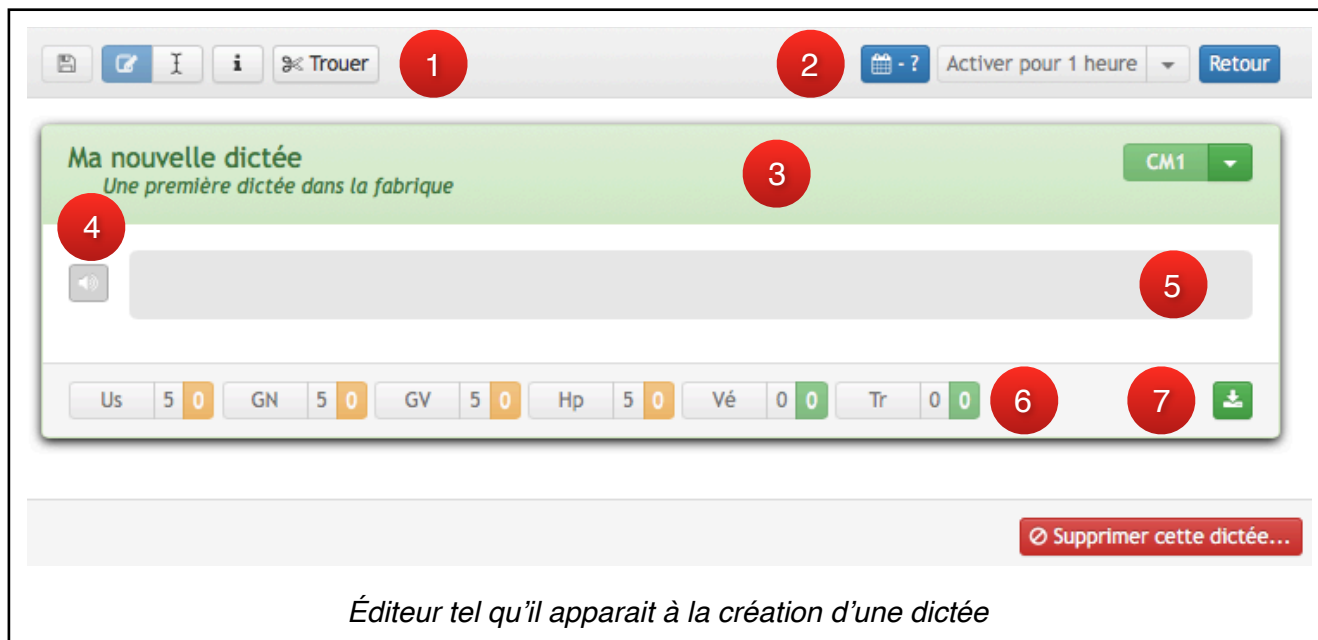 i Trouer 1 2 - ? Activer pour 1 heure Retour
Ma nouvelle dictée 3 CM1
Une première dictée dans la fabrique
4
5
Us 5 0 GN 5 0 GV 5 0 Hp 5 0 Vé 0 0 Tr 0 0 6 7
Supprimer cette dictée...
Éditeur tel qu’il apparait à la création d’une dictée